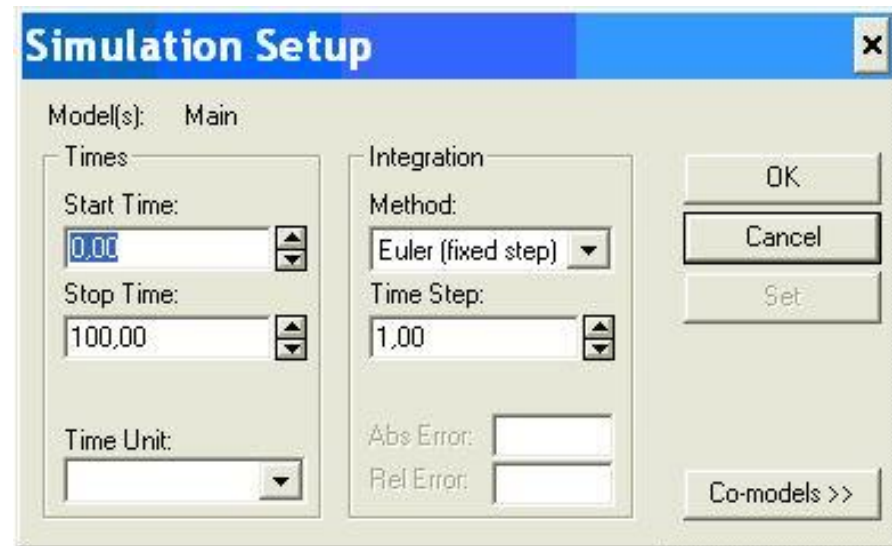 Simulation Setup
Model(s): Main
Times
Start Time:
0,00
Stop Time:
100,00
Time Unit:
Integration
Method:
Euler (fixed step)
Time Step:
1,00
Abs Error:
Rel Error:
OK
Cancel
Set
Co-models >>